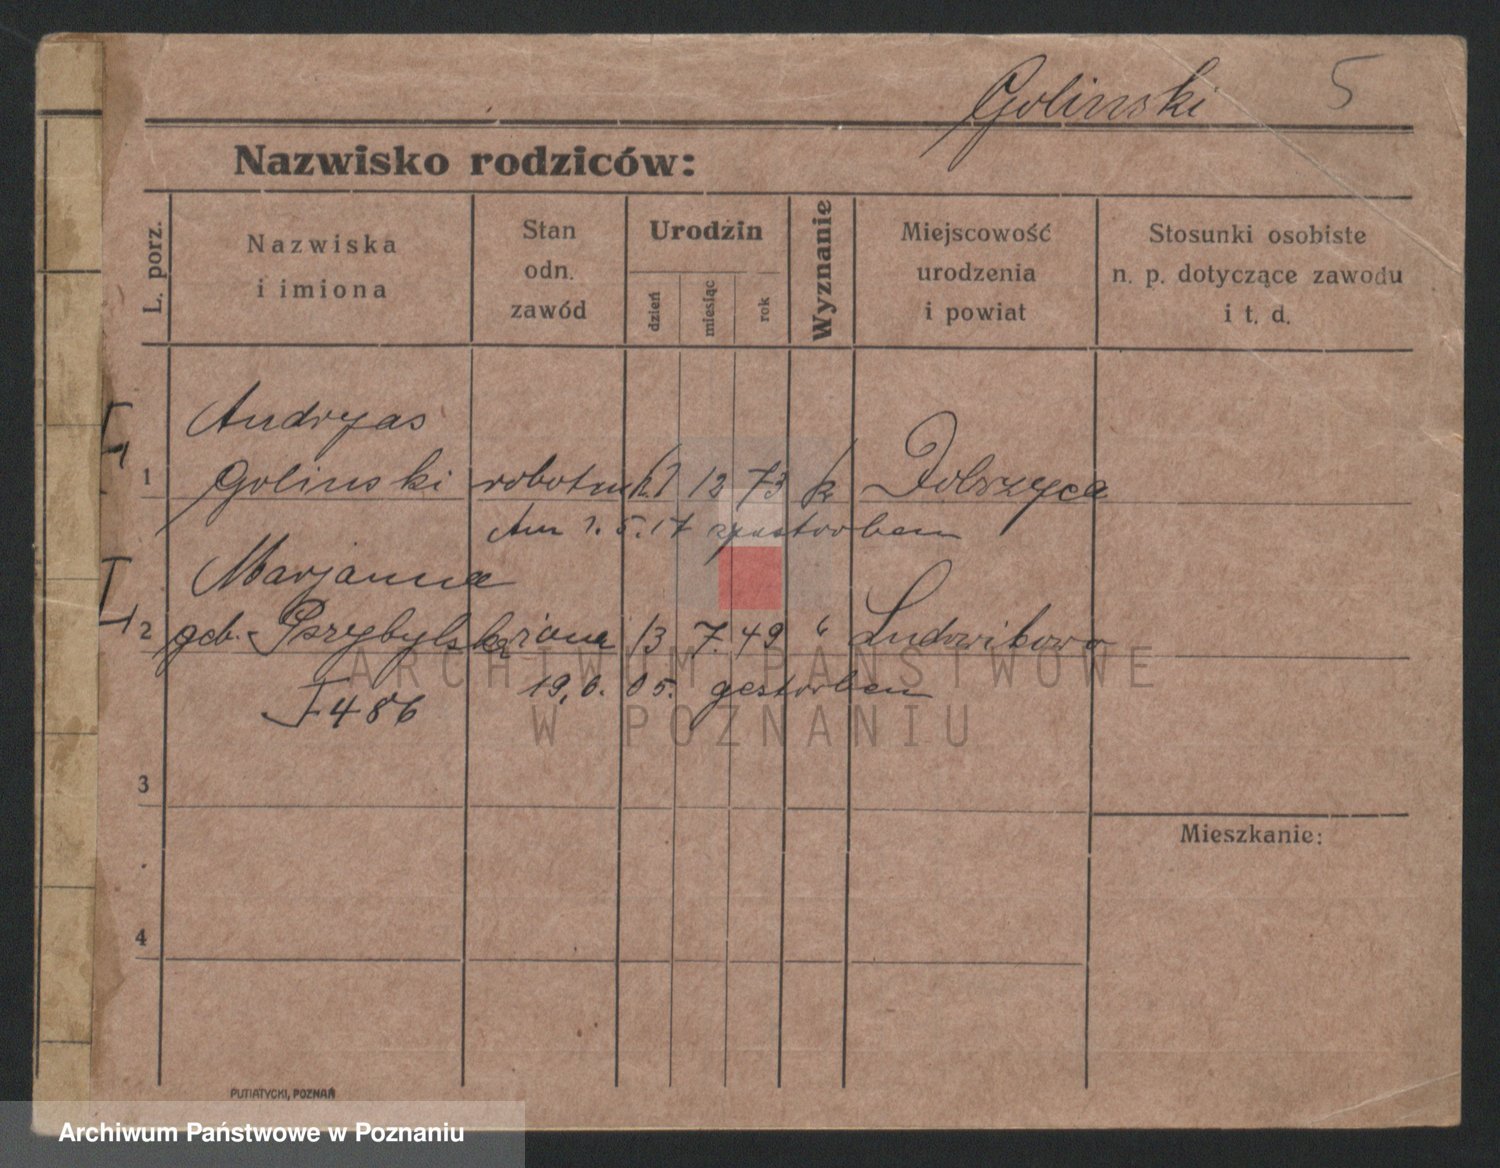 Golinski 5
Nazwisko rodziców:
L. porz.
Nazwiska
i imiona
Stan
odn.
zawód
Urodzin
dzień
miesiąc
rok
Wyznanie
Miejscowość
urodzenia
i powiat
Stosunki osobiste
n. p. dotyczące zawodu
i t. d.
Andryas
1 Golinski robotnik 12 73 k Dobrzyca
Am 1.5.17 gestorben
Marjanna
2 geb. Przybylska żona 13 7. 49 " Ludwikowo
19.6.05. gestorben
486
3
Mieszkanie:
4
PUTIATYCKI, POZNAŃ
ARCHIWUM PAŃSTWOWE
W POZNANIU
Archiwum Państwowe w Poznaniu